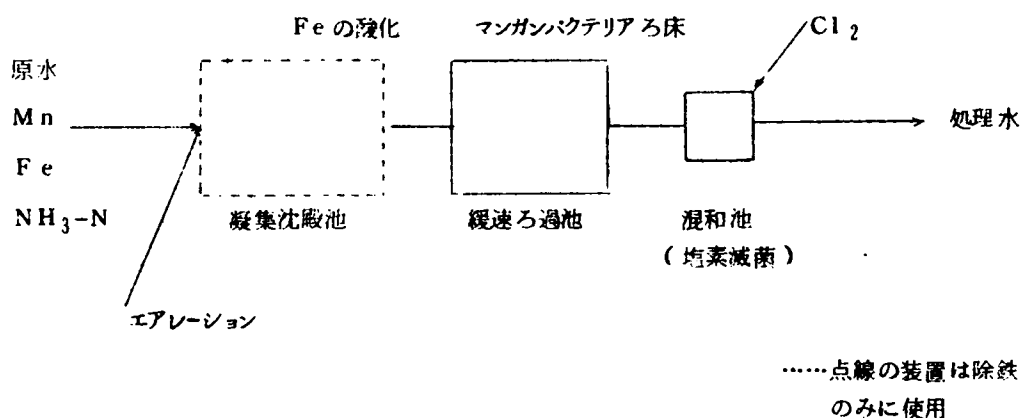 Feの酸化
マンガンバクテリアろ床
Cl2
原水
Mn
Fe
NH3-N
処理水
凝集沈殿池
緩速ろ過池
混和池
(塩素滅菌)
エアレーション
……点線の装置は除鉄
のみに使用